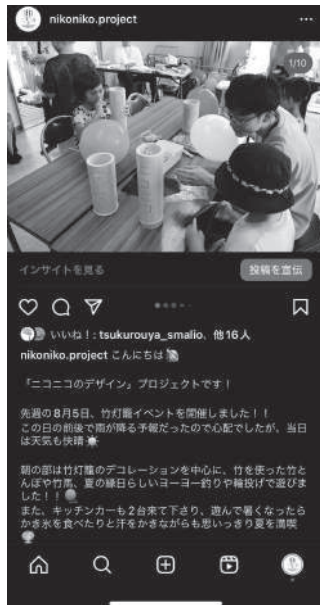 nikoniko.project
1/10
インサイトを見る
投稿を宣伝
いいね！: tsukurouya_smalio、他16人
nikoniko.project こんにちは
「ニコニコのデザイン」プロジェクトです！
先週の8月5日、竹灯籠イベントを開催しました！！
この日の前後で雨が降る予報だったので心配でしたが、当日
は天気も快晴
朝の部は竹灯籠のデコレーションを中心に、竹を使った竹と
んぼや竹馬、夏の縁日らしいヨーヨー釣りや輪投げで遊びま
した！！
また、キッチンカーも2台来て下さり、遊んで暑くなったら
かき氷を食べたりと汗をかきながらも思いっきり夏を満喫